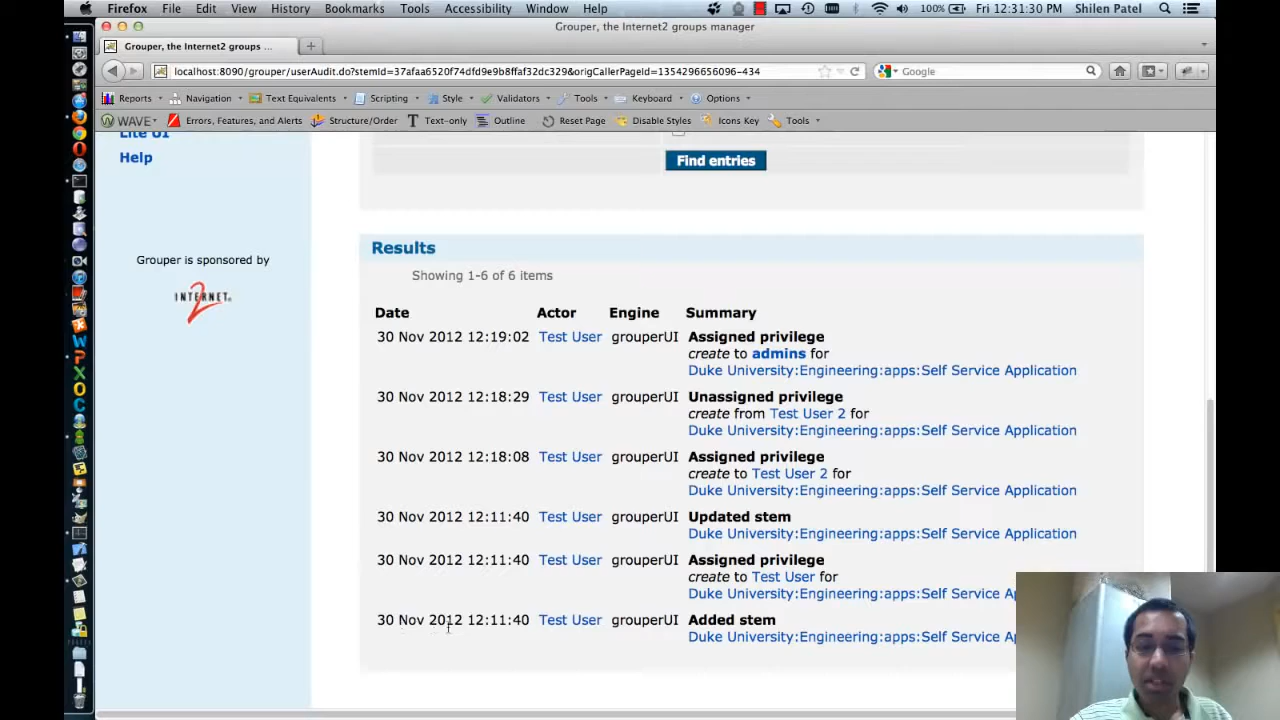 Firefox File Edit View History Bookmarks Tools Accessibility Window Help 100% Fri 12:31:30 PM Shilen Patel
Grouper, the Internet2 groups manager
Grouper, the Internet2 groups ...
localhost:8090/grouper/userAudit.do?stemId=37afaa6520f74dfd9e9b8ffaf32dc329&origCallerPageId=1354296656096-434 Google
Reports Navigation Text Equivalents Scripting Style Validators Tools Keyboard Options
WAVE Errors, Features, and Alerts Structure/Order Text-only Outline Reset Page Disable Styles Icons Key Tools
Lite UI
Help
Find entries
Grouper is sponsored by
INTERNET
2
Results
Showing 1-6 of 6 items
Date Actor Engine Summary
30 Nov 2012 12:19:02 Test User grouperUI Assigned privilege
create to admins for
Duke University:Engineering:apps:Self Service Application
30 Nov 2012 12:18:29 Test User grouperUI Unassigned privilege
create from Test User 2 for
Duke University:Engineering:apps:Self Service Application
30 Nov 2012 12:18:08 Test User grouperUI Assigned privilege
create to Test User 2 for
Duke University:Engineering:apps:Self Service Application
30 Nov 2012 12:11:40 Test User grouperUI Updated stem
Duke University:Engineering:apps:Self Service Application
30 Nov 2012 12:11:40 Test User grouperUI Assigned privilege
create to Test User for
Duke University:Engineering:apps:Self Service A
30 Nov 2012 12:11:40 Test User grouperUI Added stem
Duke University:Engineering:apps:Self Service A